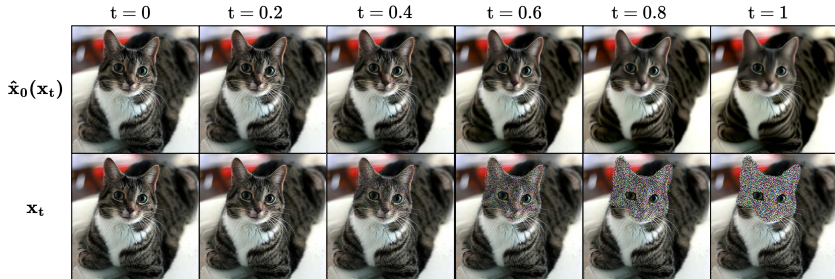 t = 0 t = 0.2 t = 0.4 t = 0.6 t = 0.8 t = 1
x̂₀(xₜ)
xₜ